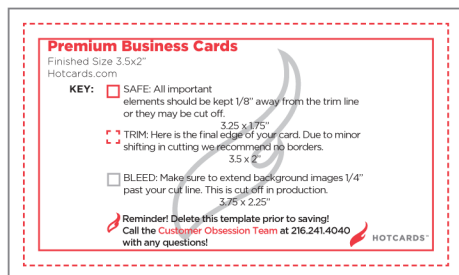 Premium Business Cards
Finished Size 3.5x2"
Hotcards.com
KEY: SAFE: All important
elements should be kept 1/8" away from the trim line
or they may be cut off.
3.25 x 1.75"
TRIM: Here is the final edge of your card. Due to minor
shifting in cutting we recommend no borders.
3.5 x 2"
BLEED: Make sure to extend background images 1/4"
past your cut line. This is cut off in production.
3.75 x 2.25"
Reminder! Delete this template prior to saving!
Call the Customer Obsession Team at 216.241.4040
with any questions!
HOTCARDS™